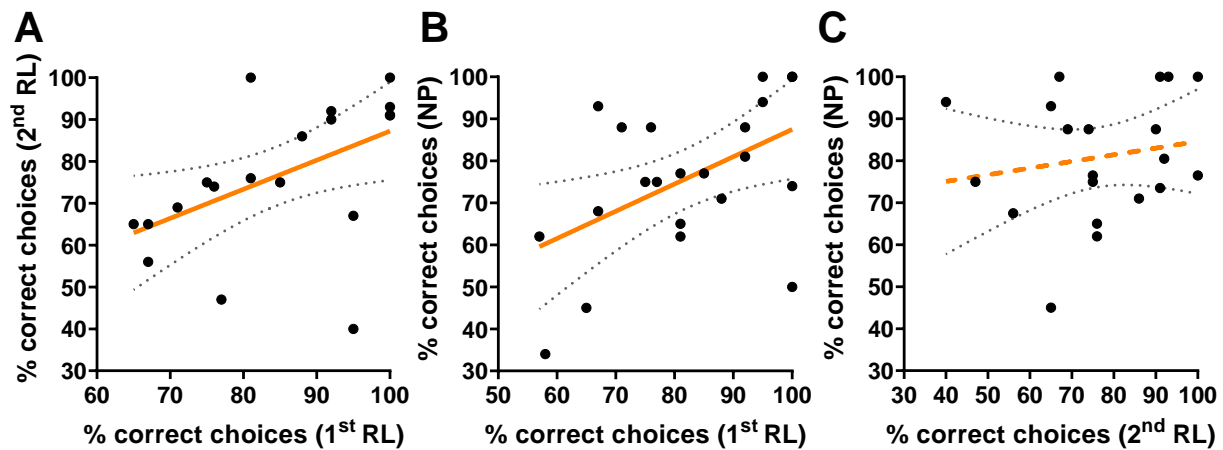 A
% correct choices (2nd RL)
100
90
80
70
60
50
40
30
60 70 80 90 100
% correct choices (1st RL)
B
% correct choices (NP)
100
90
80
70
60
50
40
30
50 60 70 80 90 100
% correct choices (1st RL)
C
% correct choices (NP)
100
90
80
70
60
50
40
30
30 40 50 60 70 80 90 100
% correct choices (2nd RL)